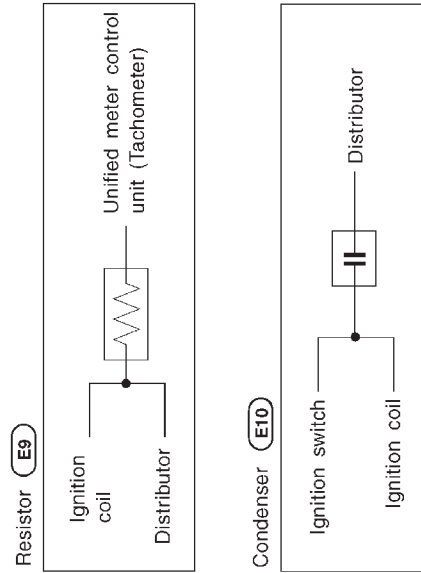 Resistor E9
Ignition
coil
Distributor
Unified meter control
unit (Tachometer)
Condenser E10
Ignition switch
Ignition coil
Distributor